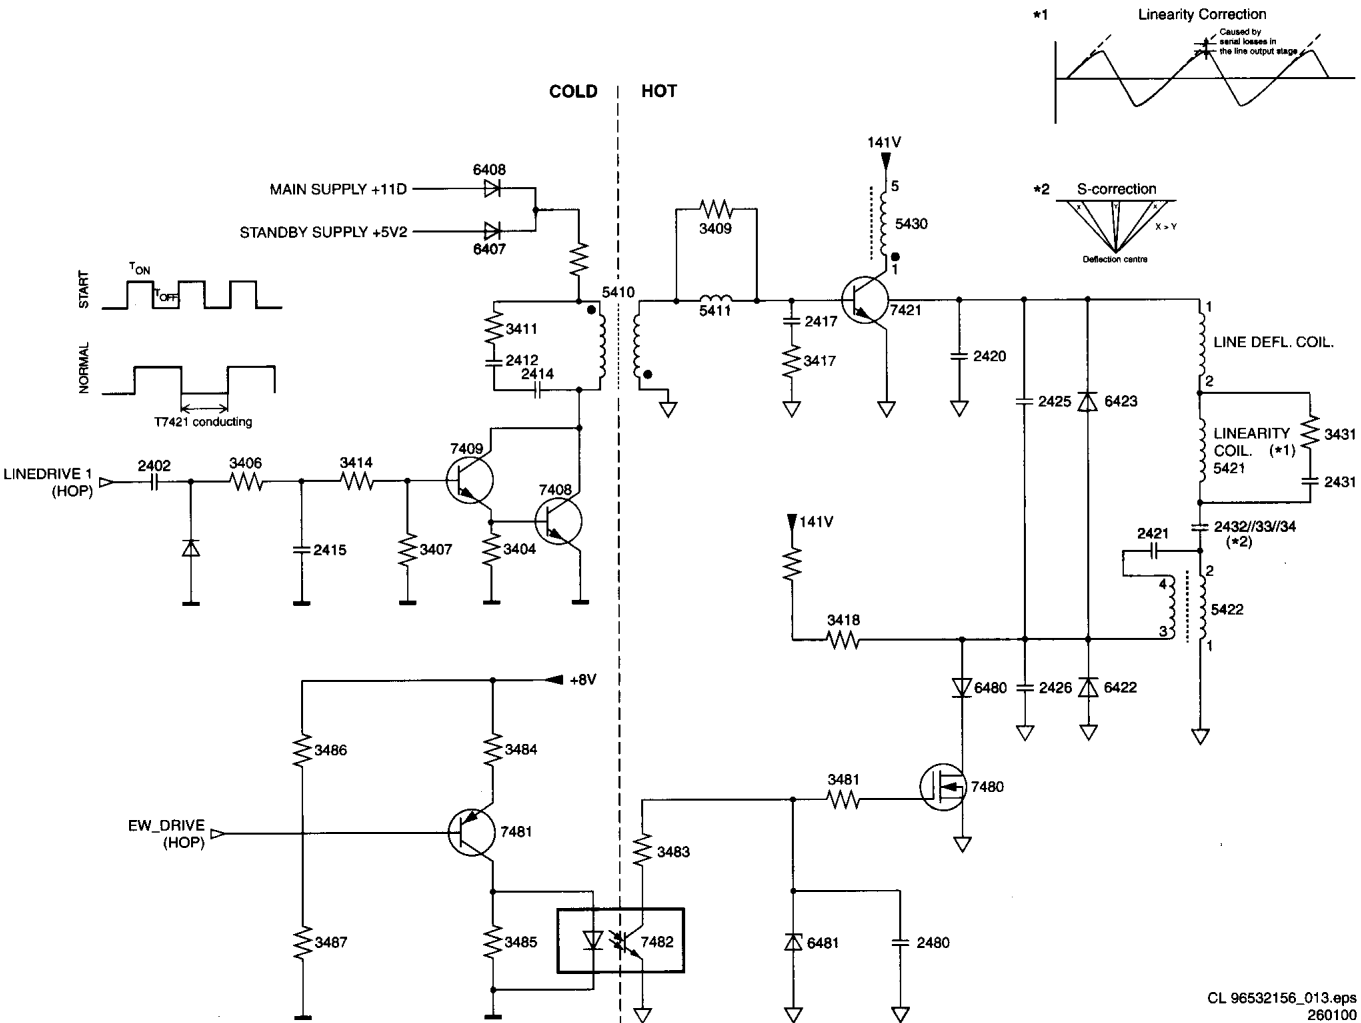 *1 Linearity Correction
Caused by
serial losses in
the line output stage
COLD HOT
141V
6408
MAIN SUPPLY +11D
5
*2 S-correction
X Y X
X > Y
Deflection centre
3409
5430
STANDBY SUPPLY +5V2
6407
1
START
TON
TOFF
5410
5411
7421
1
3411
2417
2412
2414
3417
2420
LINE DEFL. COIL.
NORMAL
2
T7421 conducting
2425
6423
LINEARITY
COIL. (*1)
5421
3431
2431
7409
LINEDRIVE 1
(HOP)
2402
3406
3414
7408
141V
2432//33//34
(*2)
2415
3407
3404
2421
2
4
5422
3418
3
1
+8V
6480
2426
6422
3486
3484
3481
7480
EW_DRIVE
(HOP)
7481
3483
3487
3485
7482
6481
2480
CL 96532156_013.eps
260100